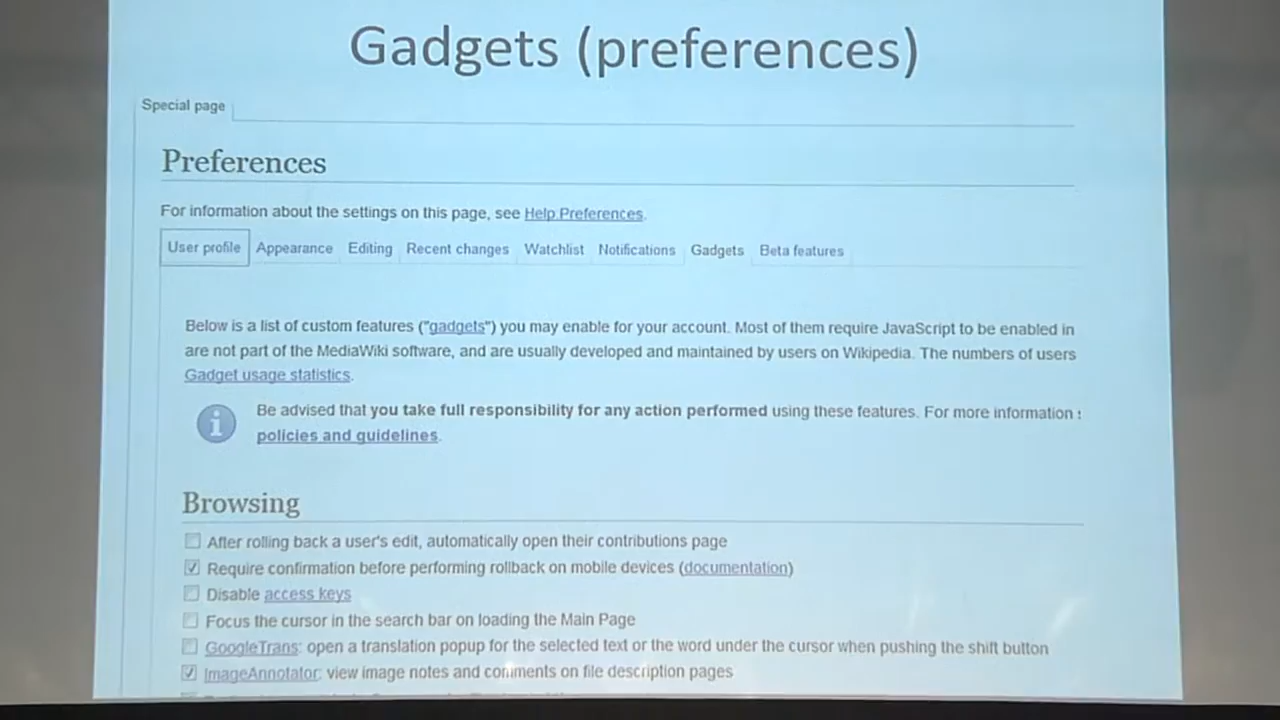 Gadgets (preferences)
Special page
Preferences
For information about the settings on this page, see Help:Preferences.
User profile Appearance Editing Recent changes Watchlist Notifications Gadgets Beta features
Below is a list of custom features ("gadgets") you may enable for your account. Most of them require JavaScript to be enabled in
are not part of the MediaWiki software, and are usually developed and maintained by users on Wikipedia. The numbers of users
Gadget usage statistics.
Be advised that you take full responsibility for any action performed using these features. For more information
policies and guidelines.
Browsing
After rolling back a user's edit, automatically open their contributions page
Require confirmation before performing rollback on mobile devices (documentation)
Disable access keys
Focus the cursor in the search bar on loading the Main Page
GoogleTrans: open a translation popup for the selected text or the word under the cursor when pushing the shift button
ImageAnnotator: view image notes and comments on file description pages